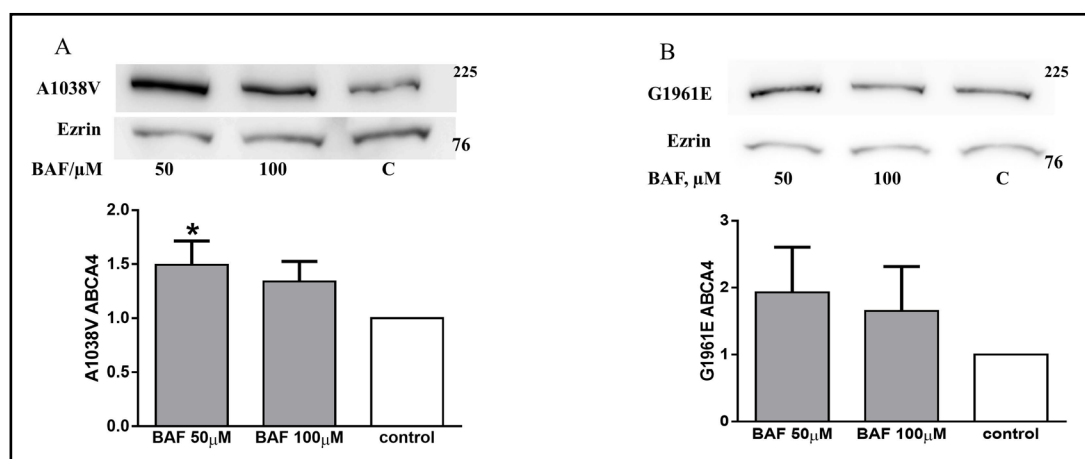 A
A1038V
225
Ezrin
76
BAF/µM 50 100 C
A1038V ABCA4
2.0
1.5
1.0
0.5
0.0
*
BAF 50µM BAF 100µM control
B
G1961E
225
Ezrin
76
BAF, µM 50 100 C
G1961E ABCA4
3
2
1
0
BAF 50µM BAF 100µM control